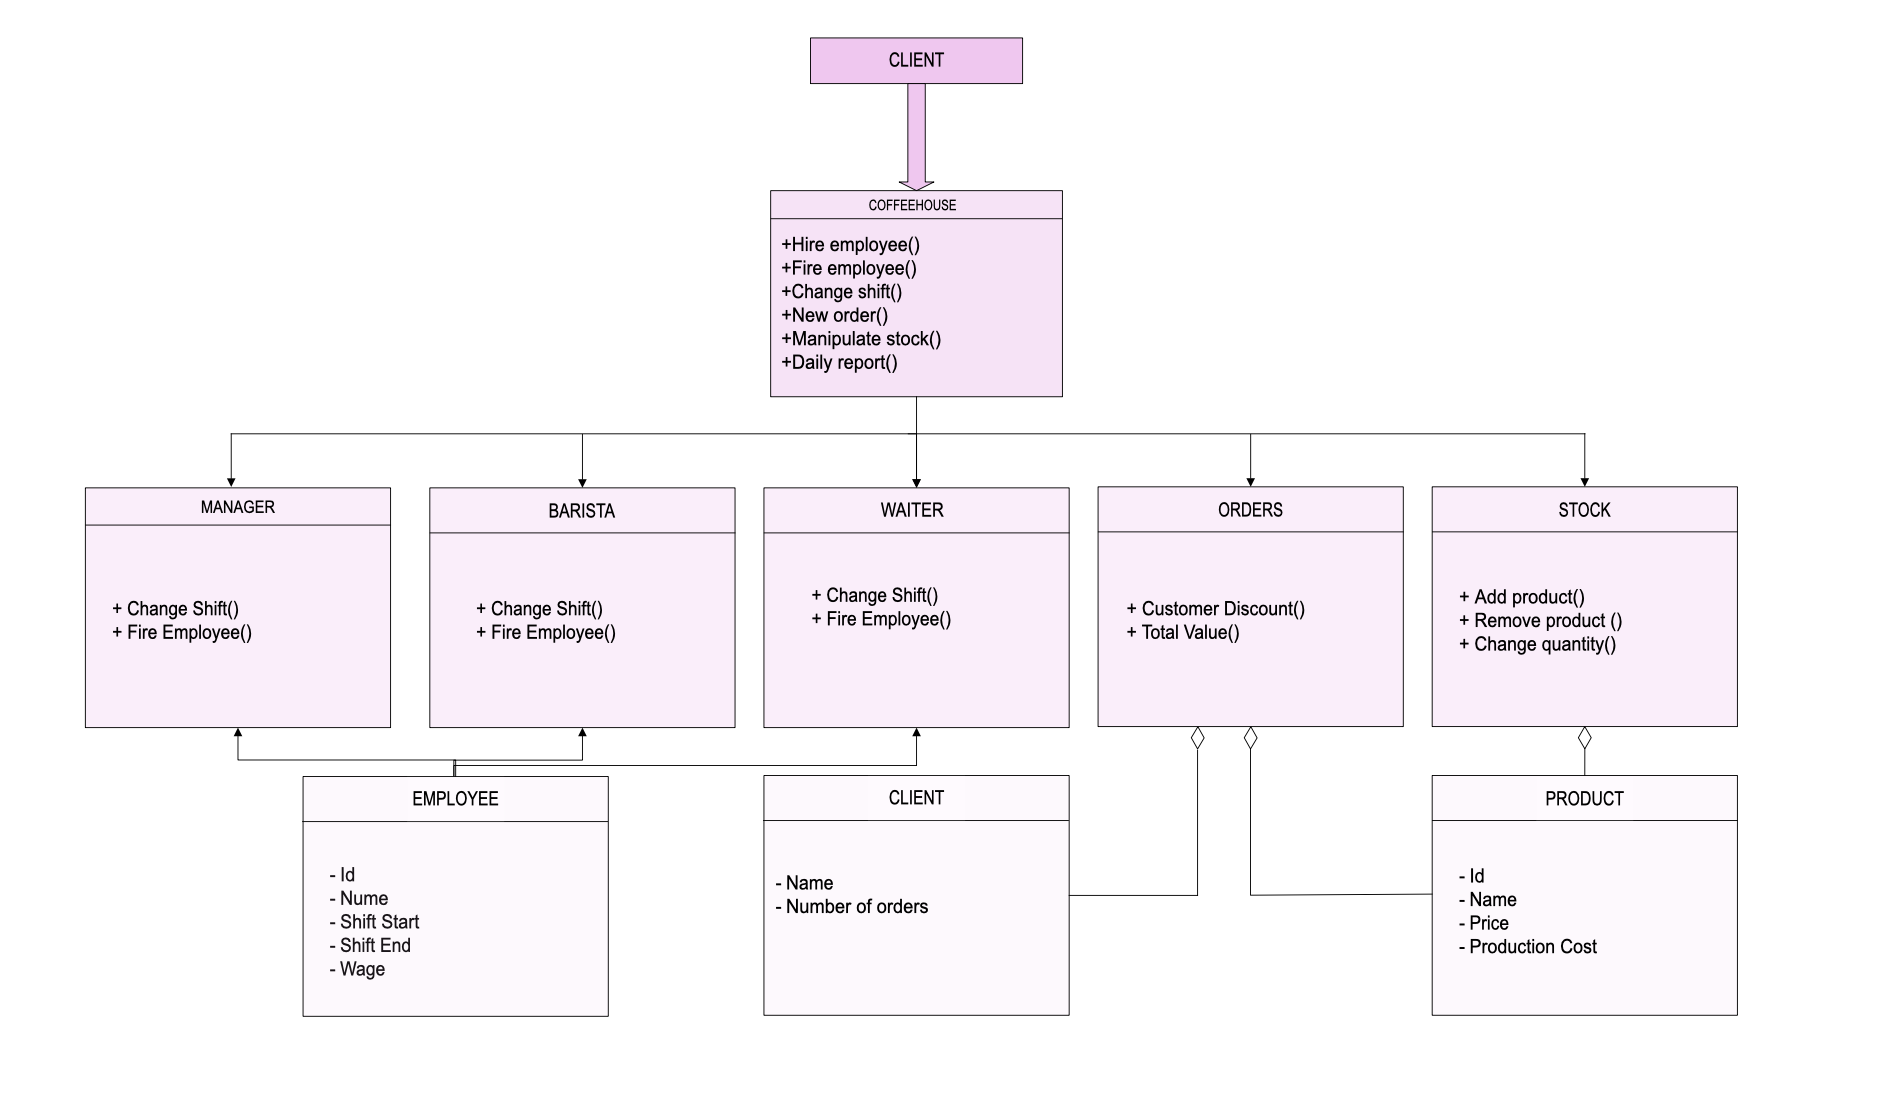 CLIENT
COFFEEHOUSE
+Hire employee()
+Fire employee()
+Change shift()
+New order()
+Manipulate stock()
+Daily report()
MANAGER
+ Change Shift()
+ Fire Employee()
BARISTA
+ Change Shift()
+ Fire Employee()
WAITER
+ Change Shift()
+ Fire Employee()
ORDERS
+ Customer Discount()
+ Total Value()
STOCK
+ Add product()
+ Remove product ()
+ Change quantity()
EMPLOYEE
- Id
- Nume
- Shift Start
- Shift End
- Wage
CLIENT
- Name
- Number of orders
PRODUCT
- Id
- Name
- Price
- Production Cost